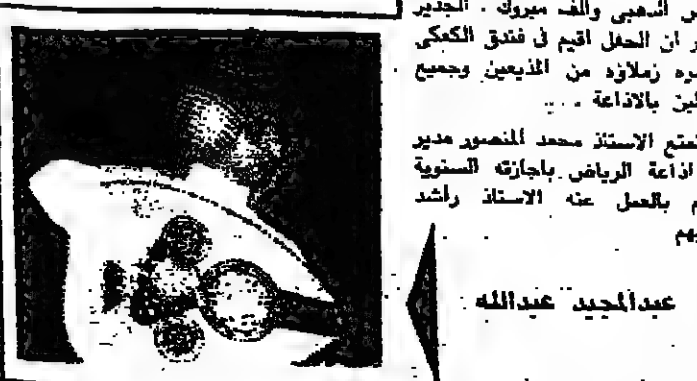 الذهبي والف مبروك . الجدير
ان الحفل اقيم في فندق الكعكي
زملاؤه من المذيعين وجميع
بالاذاعة ..
الاستاذ محمد المنصور مدير
اذاعة الرياض باجازته السنوية
بالعمل عنه الاستاذ راشد
عبدالمجيد عبدالله